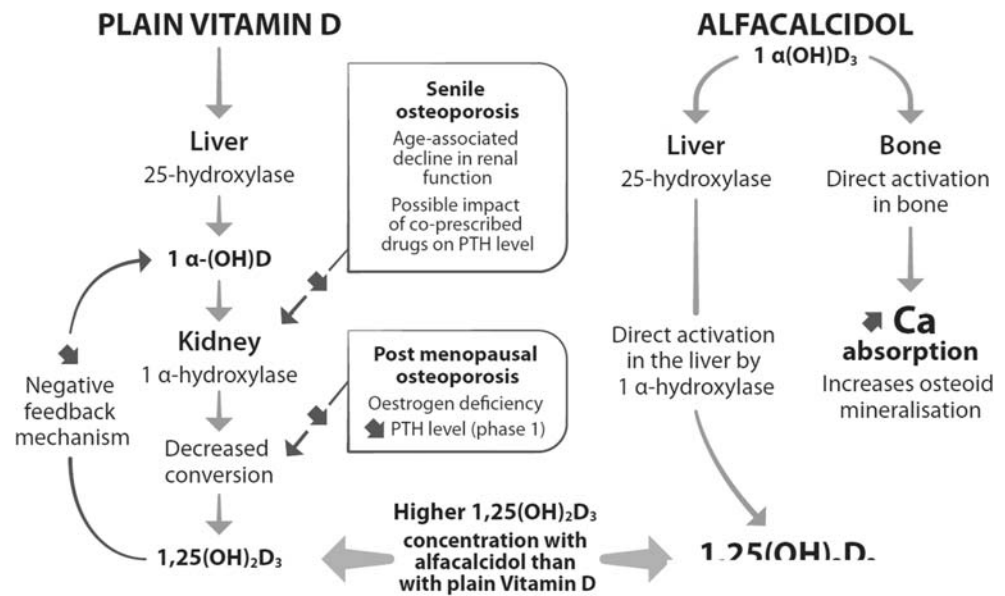 PLAIN VITAMIN D
Liver
25-hydroxylase
1 α-(OH)D
Kidney
1 α-hydroxylase
Decreased
conversion
1,25(OH)₂D₃
Negative
feedback
mechanism
Senile
osteoporosis
Age-associated
decline in renal
function
Possible impact
of co-prescribed
drugs on PTH level
Post menopausal
osteoporosis
Oestrogen deficiency
PTH level (phase 1)
Higher 1,25(OH)₂D₃
concentration with
alfacalcidol than
with plain Vitamin D
ALFACALCIDOL
1 α(OH)D₃
Liver
25-hydroxylase
Direct activation
in the liver by
1 α-hydroxylase
1,25(OH)₂D₃
Bone
Direct activation
in bone
Ca
absorption
Increases osteoid
mineralisation